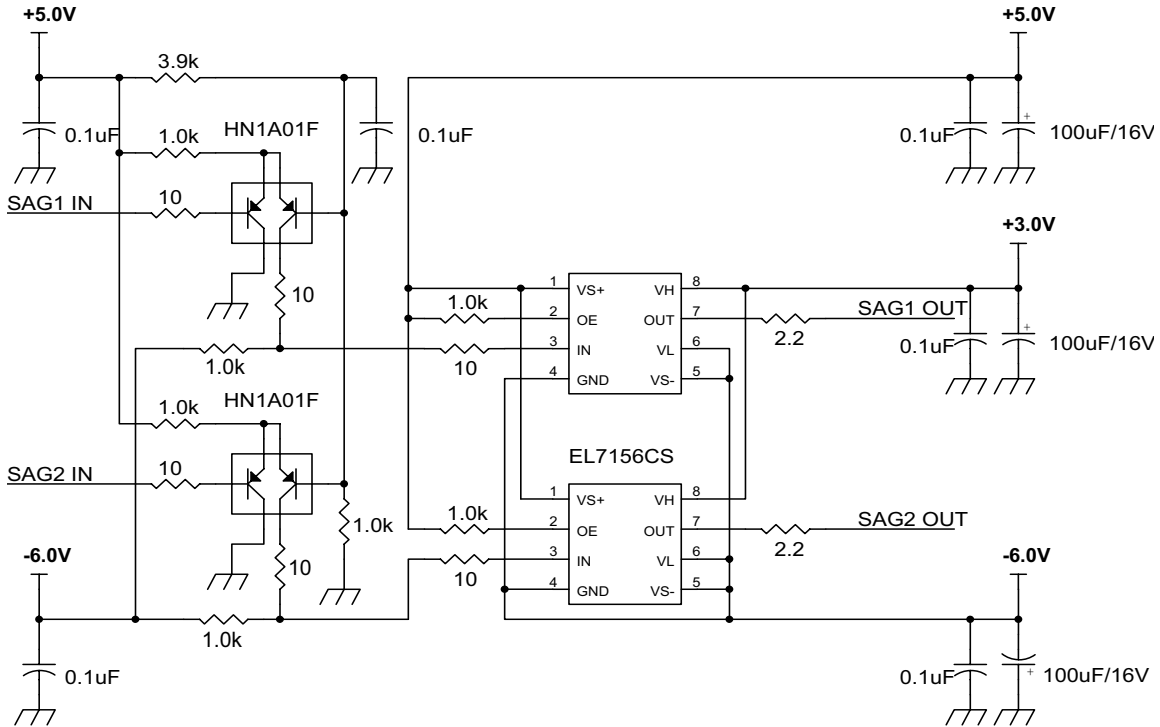 +5.0V
+5.0V
3.9k
0.1uF
HN1A01F
1.0k
0.1uF
0.1uF
+
100uF/16V
SAG1 IN
10
+3.0V
10
1.0k
1 VS+ VH 8
2 OE OUT 7
3 IN VL 6
4 GND VS- 5
SAG1 OUT
2.2
0.1uF
+
100uF/16V
1.0k
10
HN1A01F
1.0k
SAG2 IN
10
EL7156CS
1.0k
1.0k
1 VS+ VH 8
2 OE OUT 7
3 IN VL 6
4 GND VS- 5
SAG2 OUT
2.2
-6.0V
10
10
-6.0V
1.0k
0.1uF
0.1uF
+
100uF/16V